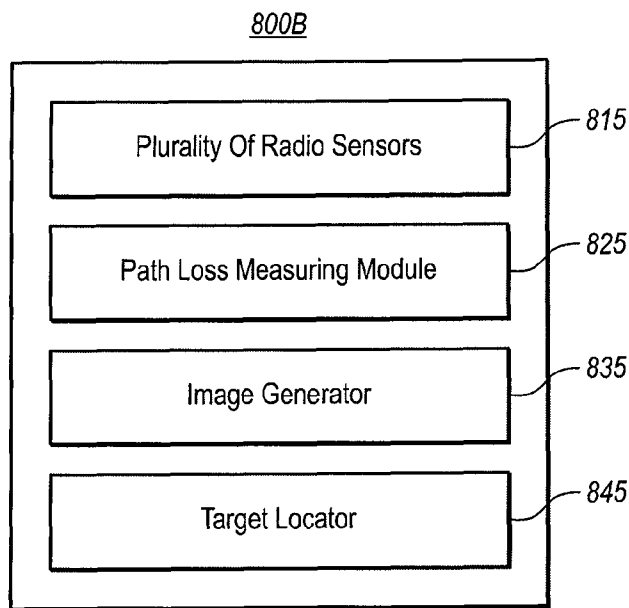 800B
Plurality Of Radio Sensors
815
Path Loss Measuring Module
825
Image Generator
835
Target Locator
845